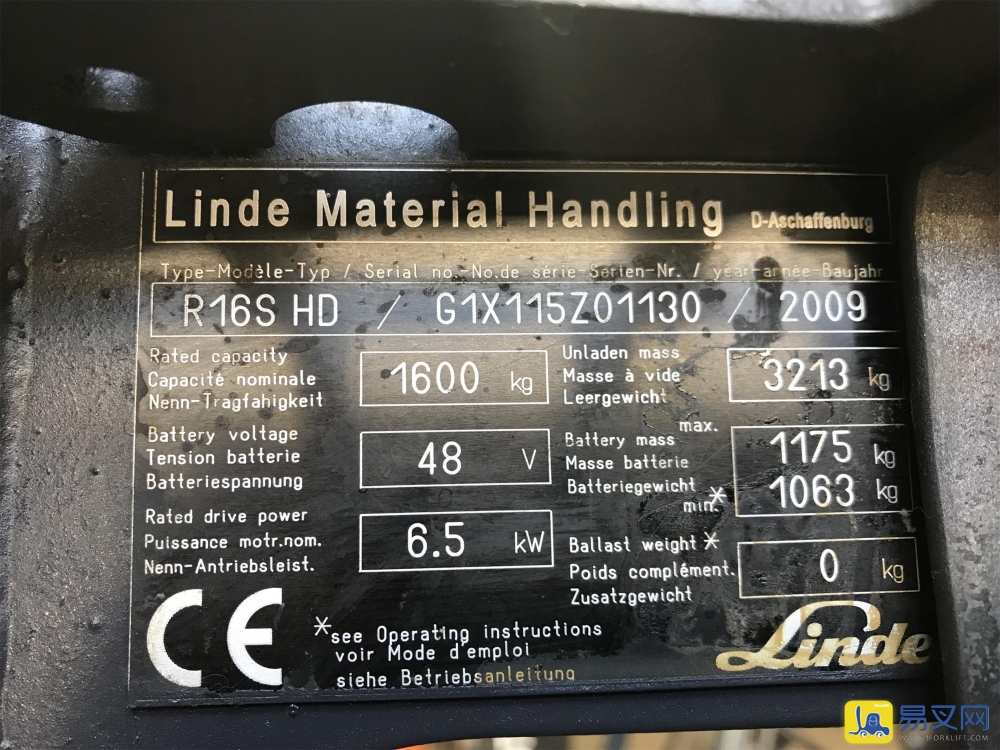 Linde Material Handling D-Aschaffenburg
Type-Modèle-Typ / Serial no.-No.de série-Serien-Nr. / year-année-Baujahr
R16S HD / G1X115Z01130 / 2009
Rated capacity
Capacité nominale
Nenn-Tragfähigkeit
1600 kg
Unladen mass
Masse à vide
Leergewicht
3213 kg
Battery voltage
Tension batterie
Batteriespannung
48 V
max.
Battery mass
Masse batterie
Batteriegewicht
min.*
1175 kg
1063 kg
Rated drive power
Puissance motr.nom.
Nenn-Antriebsleist.
6.5 kW
Ballast weight *
Poids complément.
Zusatzgewicht
0 kg
CE
*see Operating instructions
voir Mode d'emploi
siehe Betriebsanleitung
Linde
易叉网
WWW.1FORKLIFT.COM